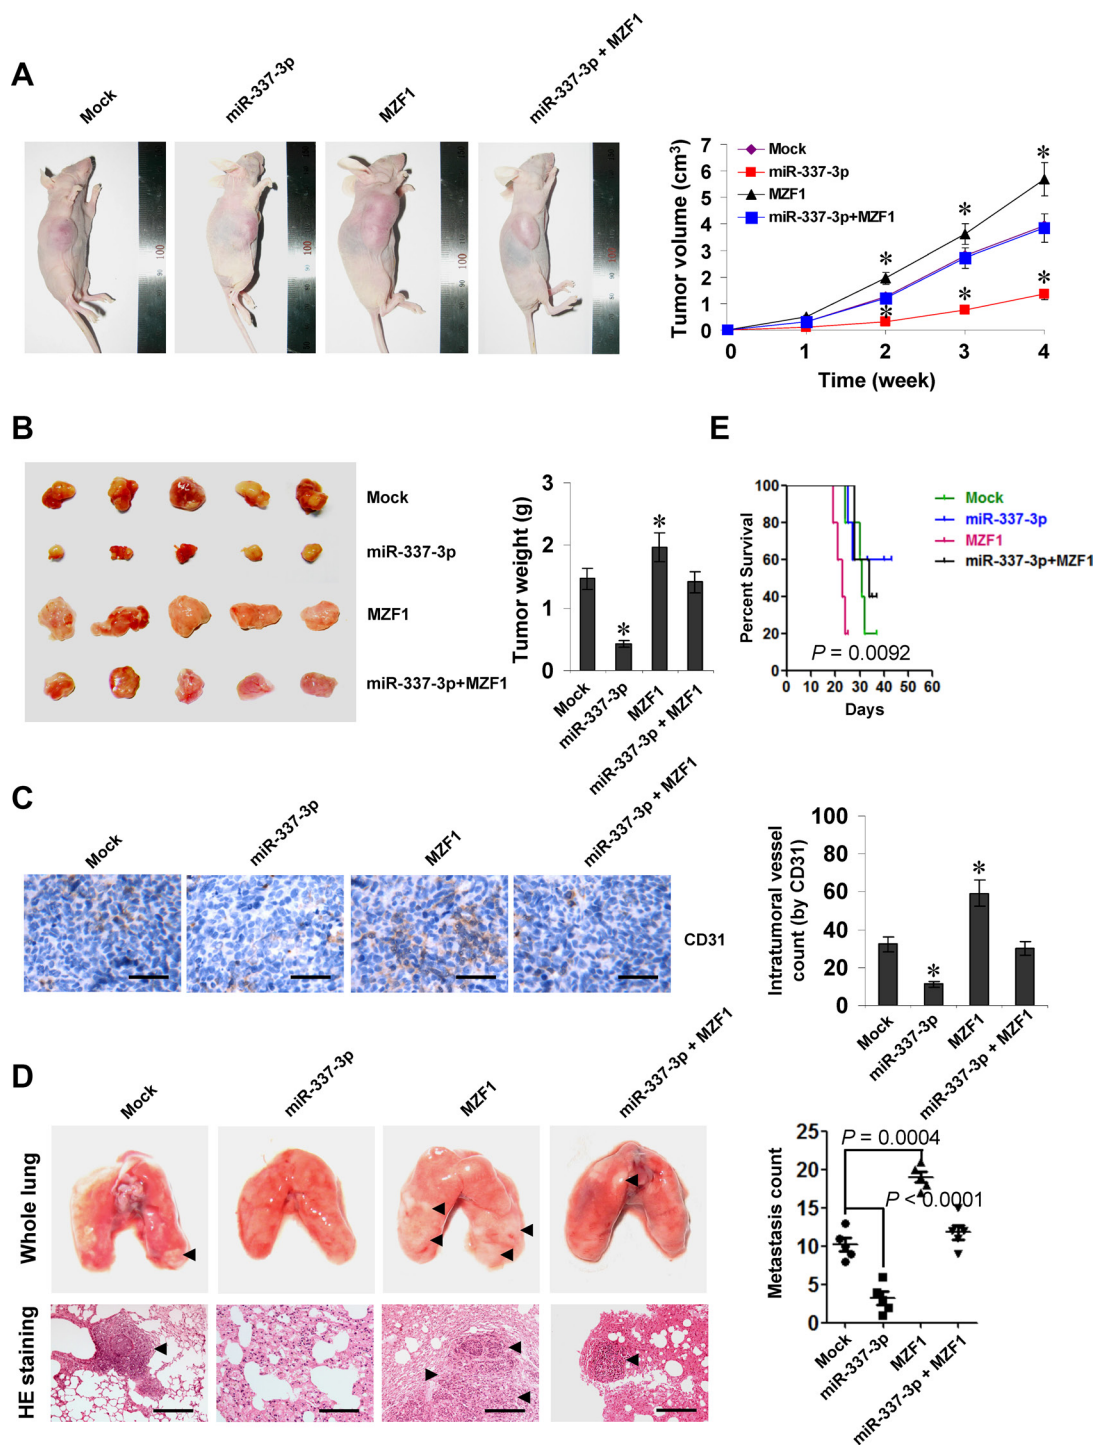 A
Mock
miR-337-3p
MZF1
miR-337-3p + MZF1
100
100
100
100
Tumor volume (cm3)
7
6
5
4
3
2
1
0
Mock
miR-337-3p
MZF1
miR-337-3p+MZF1
*
*
*
*
*
*
0 1 2 3 4
Time (week)
B
Mock
miR-337-3p
MZF1
miR-337-3p+MZF1
Tumor weight (g)
3
2
1
0
*
*
Mock
miR-337-3p
MZF1
miR-337-3p + MZF1
E
Percent Survival
100
80
60
40
20
P = 0.0092
0 10 20 30 40 50 60
Days
Mock
miR-337-3p
MZF1
miR-337-3p+MZF1
C
Mock
miR-337-3p
MZF1
miR-337-3p + MZF1
CD31
Intratumoral vessel
count (by CD31)
100
80
60
40
20
0
*
*
Mock
miR-337-3p
MZF1
miR-337-3p + MZF1
D
Mock
miR-337-3p
MZF1
miR-337-3p + MZF1
Whole lung
HE staining
Metastasis count
25
20
15
10
5
0
P = 0.0004
P < 0.0001
Mock
miR-337-3p
MZF1
miR-337-3p + MZF1